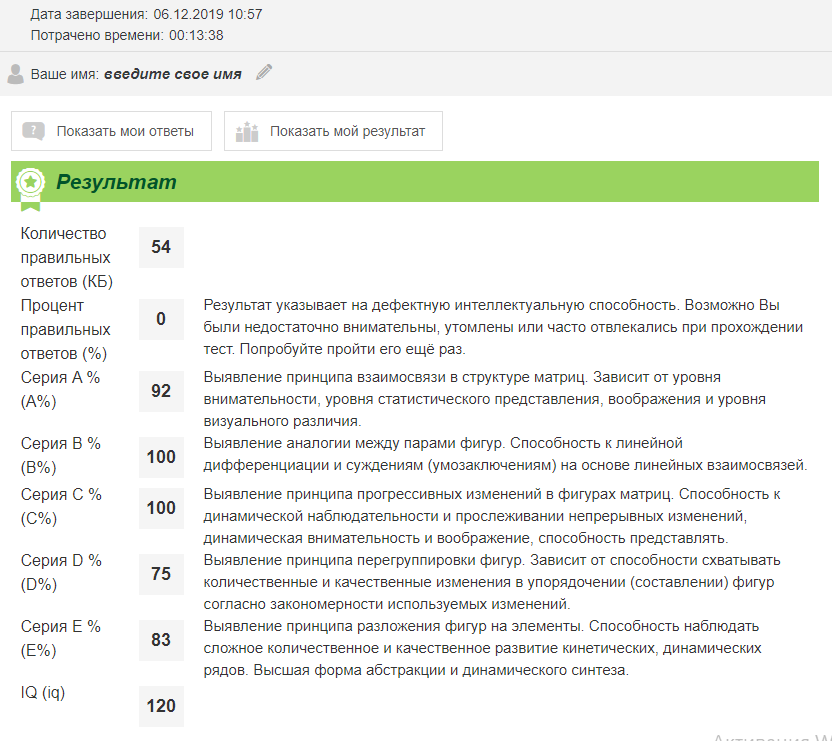 Дата завершения: 06.12.2019 10:57
Потрачено времени: 00:13:38
Ваше имя: введите свое имя
Показать мои ответы
Показать мой результат
Результат
Количество
правильных
ответов (КБ)
54
Процент
правильных
ответов (%)
0
Результат указывает на дефектную интеллектуальную способность. Возможно Вы
были недостаточно внимательны, утомлены или часто отвлекались при прохождении
тест. Попробуйте пройти его ещё раз.
Серия A %
(A%)
92
Выявление принципа взаимосвязи в структуре матриц. Зависит от уровня
внимательности, уровня статистического представления, воображения и уровня
визуального различия.
Серия B %
(B%)
100
Выявление аналогии между парами фигур. Способность к линейной
дифференциации и суждениям (умозаключениям) на основе линейных взаимосвязей.
Серия C %
(C%)
100
Выявление принципа прогрессивных изменений в фигурах матриц. Способность к
динамической наблюдательности и прослеживании непрерывных изменений,
динамическая внимательность и воображение, способность представлять.
Серия D %
(D%)
75
Выявление принципа перегруппировки фигур. Зависит от способности схватывать
количественные и качественные изменения в упорядочении (составлении) фигур
согласно закономерности используемых изменений.
Серия E %
(E%)
83
Выявление принципа разложения фигур на элементы. Способность наблюдать
сложное количественное и качественное развитие кинетических, динамических
рядов. Высшая форма абстракции и динамического синтеза.
IQ (iq)
120